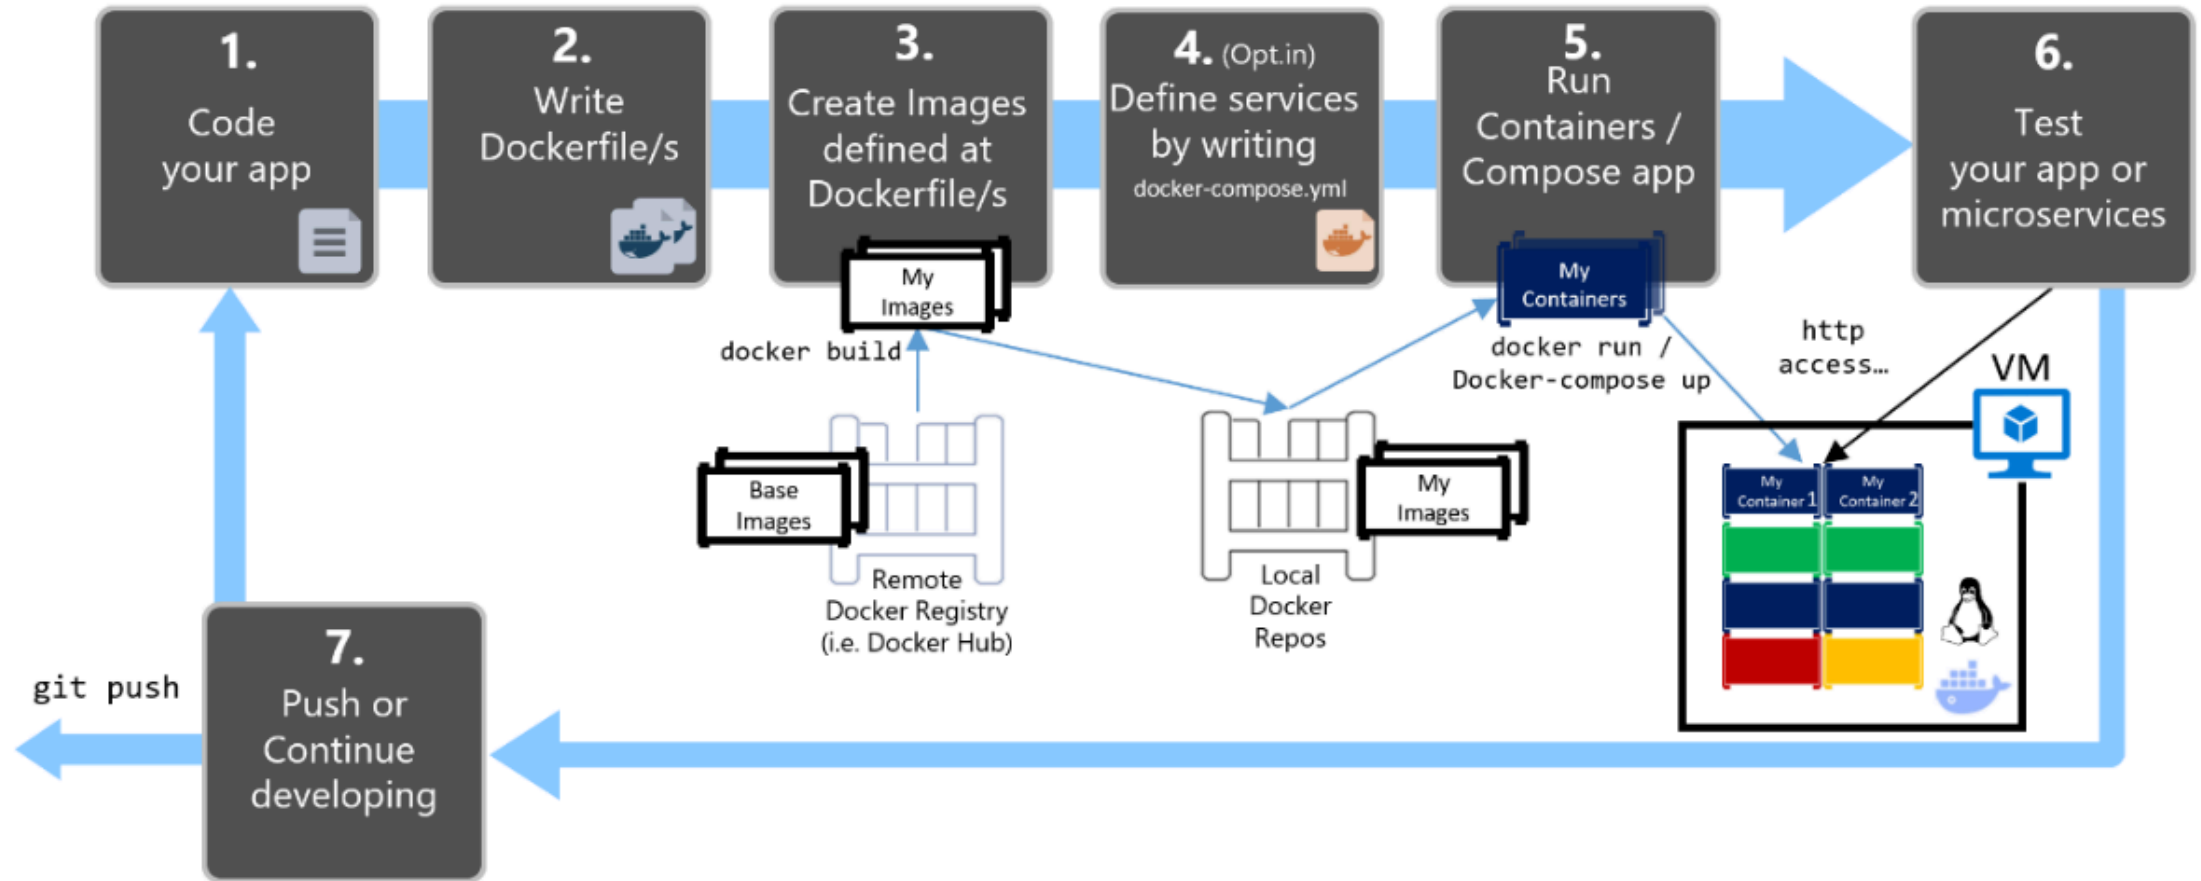 1.
Code
your app
2.
Write
Dockerfile/s
3.
Create Images
defined at
Dockerfile/s
My
Images
4. (Opt.in)
Define services
by writing
docker-compose.yml
5.
Run
Containers /
Compose app
My
Containers
6.
Test
your app or
microservices
docker build
docker run /
Docker-compose up
http
access…
VM
Base
Images
Remote
Docker Registry
(i.e. Docker Hub)
My
Images
Local
Docker
Repos
My
Container 1
My
Container 2
7.
Push or
Continue
developing
git push